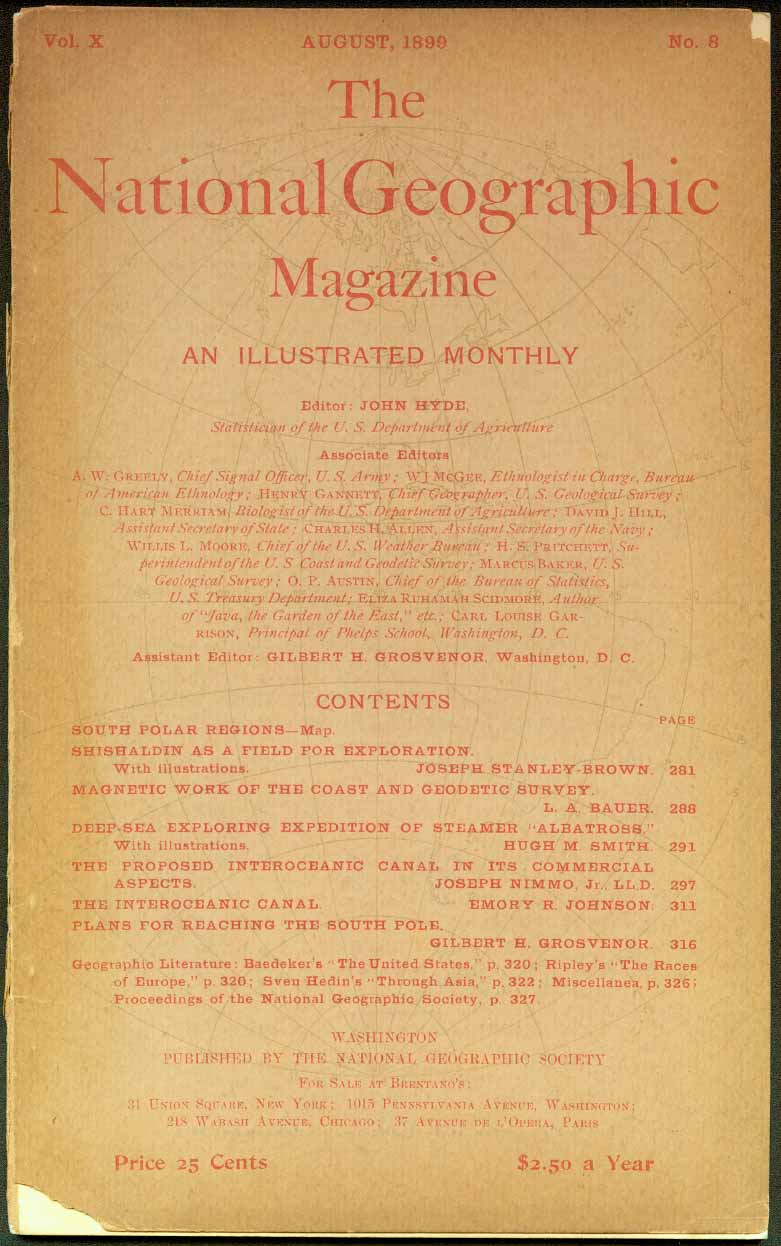 Vol. X AUGUST, 1899 No. 8
The
National Geographic
Magazine
AN ILLUSTRATED MONTHLY
Editor: JOHN HYDE,
Statistician of the U. S. Department of Agriculture
Associate Editors
A. W. GREELY, Chief Signal Officer, U. S. Army; W J McGEE, Ethnologist in Charge, Bureau
of American Ethnology; HENRY GANNETT, Chief Geographer, U. S. Geological Survey;
C. HART MERRIAM, Biologist of the U. S. Department of Agriculture; DAVID J. HILL,
Assistant Secretary of State; CHARLES H. ALLEN, Assistant Secretary of the Navy;
WILLIS L. MOORE, Chief of the U. S. Weather Bureau; H. S. PRITCHETT, Su-
perintendent of the U. S Coast and Geodetic Survey; MARCUS BAKER, U. S.
Geological Survey; O. P. AUSTIN, Chief of the Bureau of Statistics,
U. S. Treasury Department; ELIZA RUHAMAH SCIDMORE, Author
of "Java, the Garden of the East," etc.; CARL LOUISE GAR-
RISON, Principal of Phelps School, Washington, D. C.
Assistant Editor: GILBERT H. GROSVENOR, Washington, D. C.
CONTENTS
PAGE
SOUTH POLAR REGIONS—Map.
SHISHALDIN AS A FIELD FOR EXPLORATION.
With illustrations. JOSEPH STANLEY-BROWN. 281
MAGNETIC WORK OF THE COAST AND GEODETIC SURVEY.
L. A. BAUER. 288
DEEP-SEA EXPLORING EXPEDITION OF STEAMER "ALBATROSS."
With illustrations. HUGH M. SMITH. 291
THE PROPOSED INTEROCEANIC CANAL IN ITS COMMERCIAL
ASPECTS. JOSEPH NIMMO, Jr., LL.D. 297
THE INTEROCEANIC CANAL. EMORY R. JOHNSON. 311
PLANS FOR REACHING THE SOUTH POLE.
GILBERT H. GROSVENOR. 316
Geographic Literature: Baedeker's "The United States," p. 320; Ripley's "The Races
of Europe," p. 320; Sven Hedin's "Through Asia," p. 322; Miscellanea, p. 326;
Proceedings of the National Geographic Society, p. 327.
WASHINGTON
PUBLISHED BY THE NATIONAL GEOGRAPHIC SOCIETY
FOR SALE AT BRENTANO'S:
31 UNION SQUARE, NEW YORK; 1015 PENNSYLVANIA AVENUE, WASHINGTON;
218 WABASH AVENUE, CHICAGO; 37 AVENUE DE L'OPERA, PARIS
Price 25 Cents $2.50 a Year